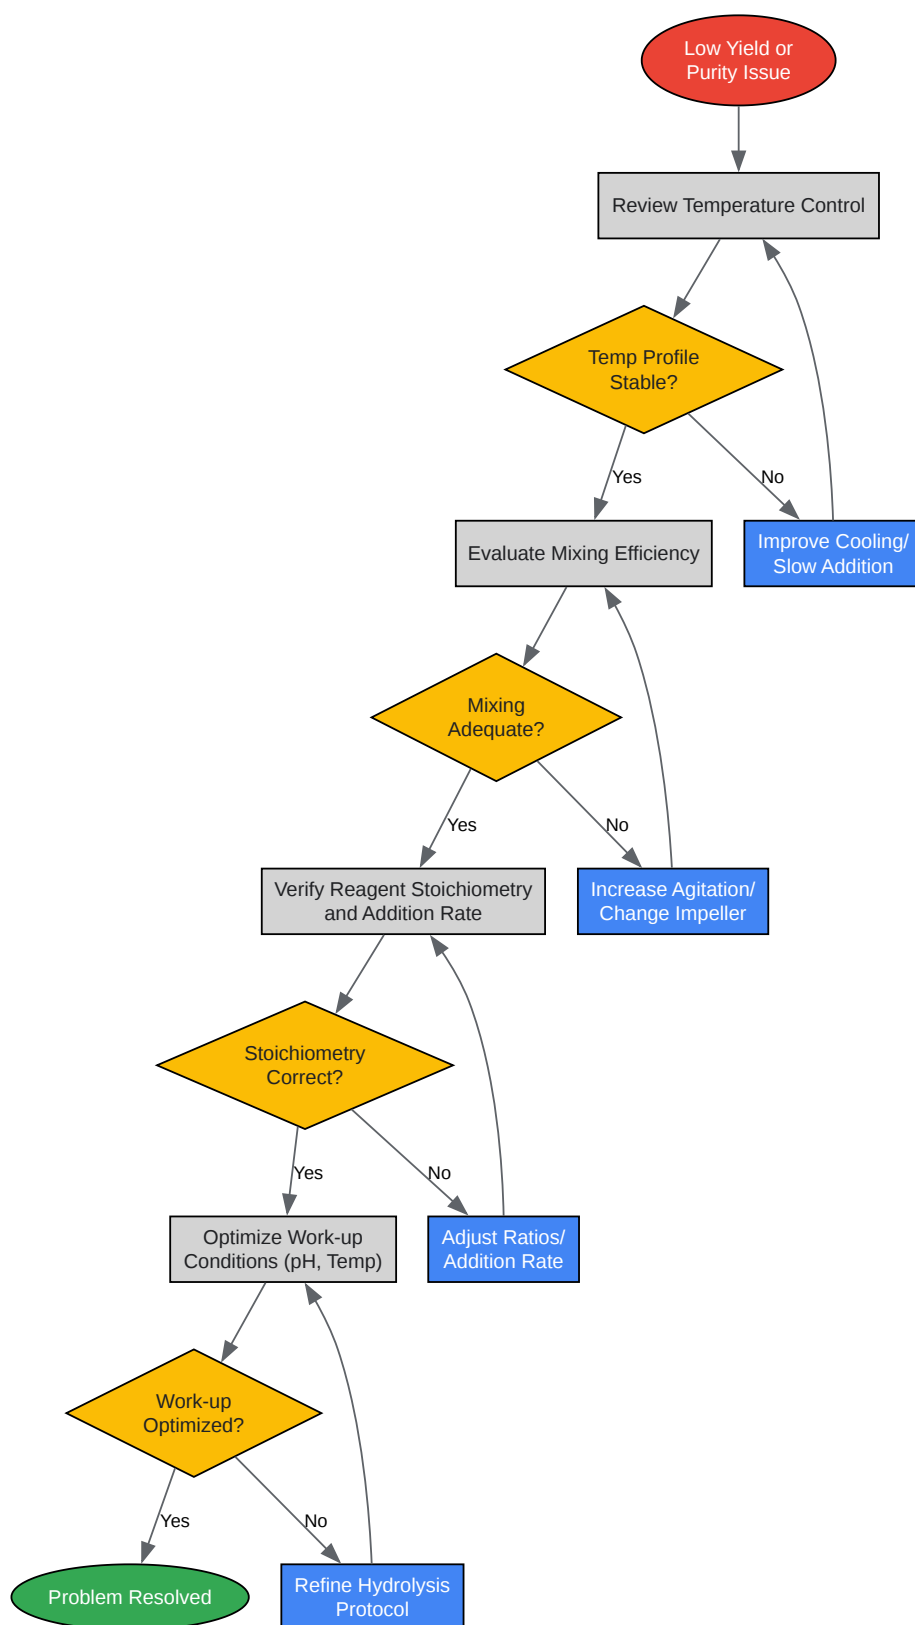 Low Yield or
Purity Issue
Review Temperature Control
Temp Profile
Stable?
Yes
No
Evaluate Mixing Efficiency
Improve Cooling/
Slow Addition
Mixing
Adequate?
Yes
No
Verify Reagent Stoichiometry
and Addition Rate
Increase Agitation/
Change Impeller
Stoichiometry
Correct?
Yes
No
Optimize Work-up
Conditions (pH, Temp)
Adjust Ratios/
Addition Rate
Work-up
Optimized?
Yes
No
Problem Resolved
Refine Hydrolysis
Protocol